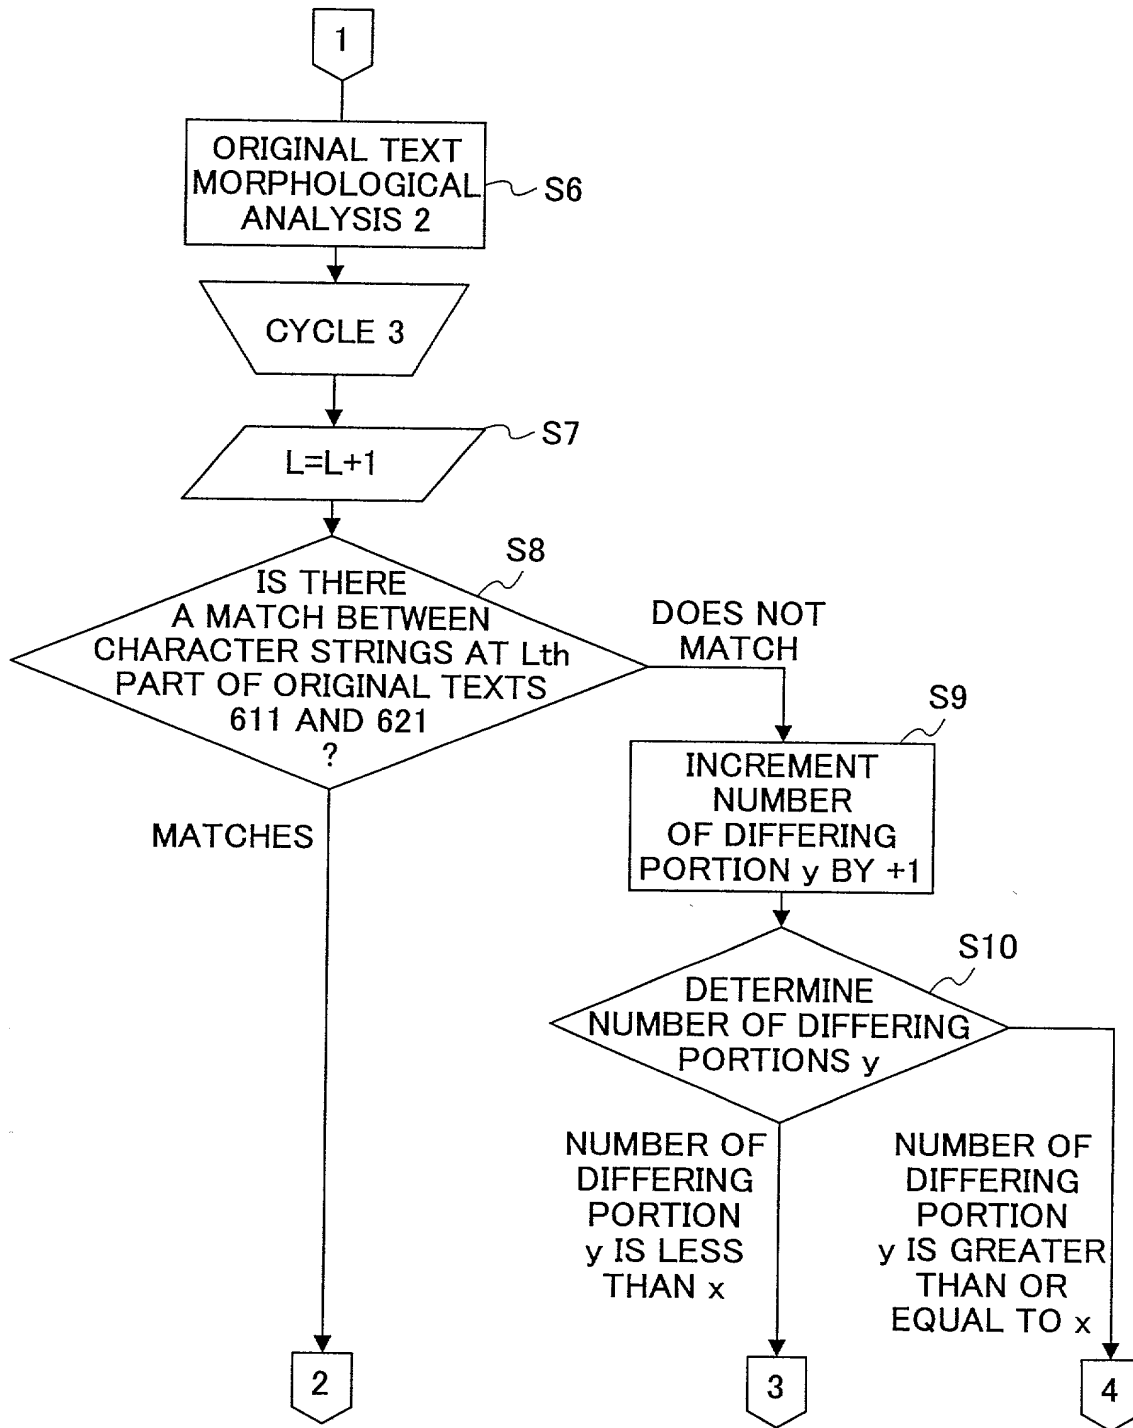 1
ORIGINAL TEXT
MORPHOLOGICAL
ANALYSIS 2
S6
CYCLE 3
S7
L=L+1
S8
IS THERE
A MATCH BETWEEN
CHARACTER STRINGS AT Lth
PART OF ORIGINAL TEXTS
611 AND 621
?
DOES NOT
MATCH
MATCHES
S9
INCREMENT
NUMBER
OF DIFFERING
PORTION y BY +1
S10
DETERMINE
NUMBER OF DIFFERING
PORTIONS y
NUMBER OF
DIFFERING
PORTION
y IS LESS
THAN x
NUMBER OF
DIFFERING
PORTION
y IS GREATER
THAN OR
EQUAL TO x
2
3
4